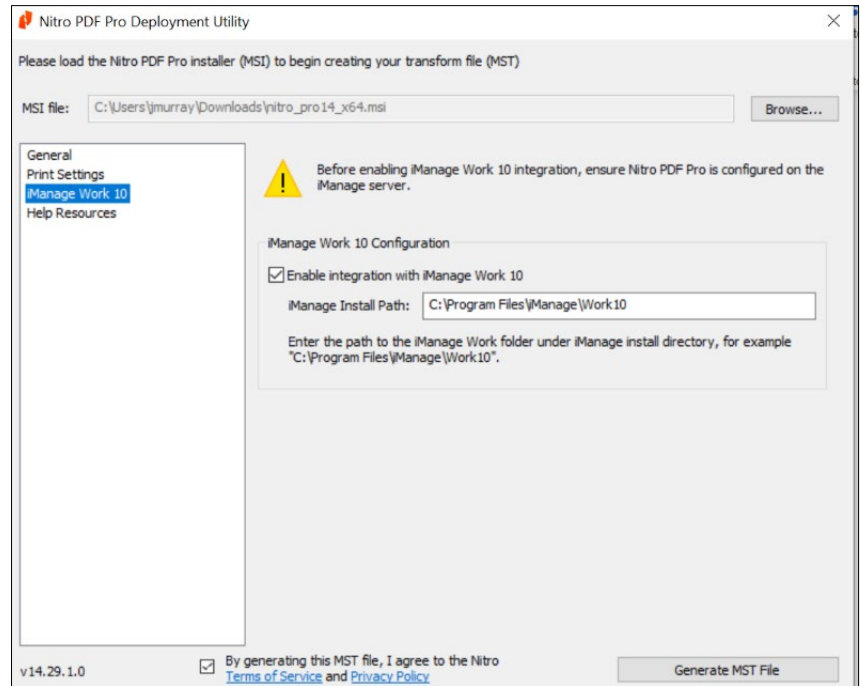 Nitro PDF Pro Deployment Utility
Please load the Nitro PDF Pro installer (MSI) to begin creating your transform file (MST)
MSI file: C:\Users\jmurray\Downloads\nitro_pro14_x64.msi Browse...
General
Print Settings
iManage Work 10
Help Resources
Before enabling iManage Work 10 integration, ensure Nitro PDF Pro is configured on the
iManage server.
iManage Work 10 Configuration
Enable integration with iManage Work 10
iManage Install Path: C:\Program Files\iManage\Work10
Enter the path to the iManage Work folder under iManage install directory, for example
"C:\Program Files\iManage\Work10".
v14.29.1.0
By generating this MST file, I agree to the Nitro
Terms of Service and Privacy Policy
Generate MST File